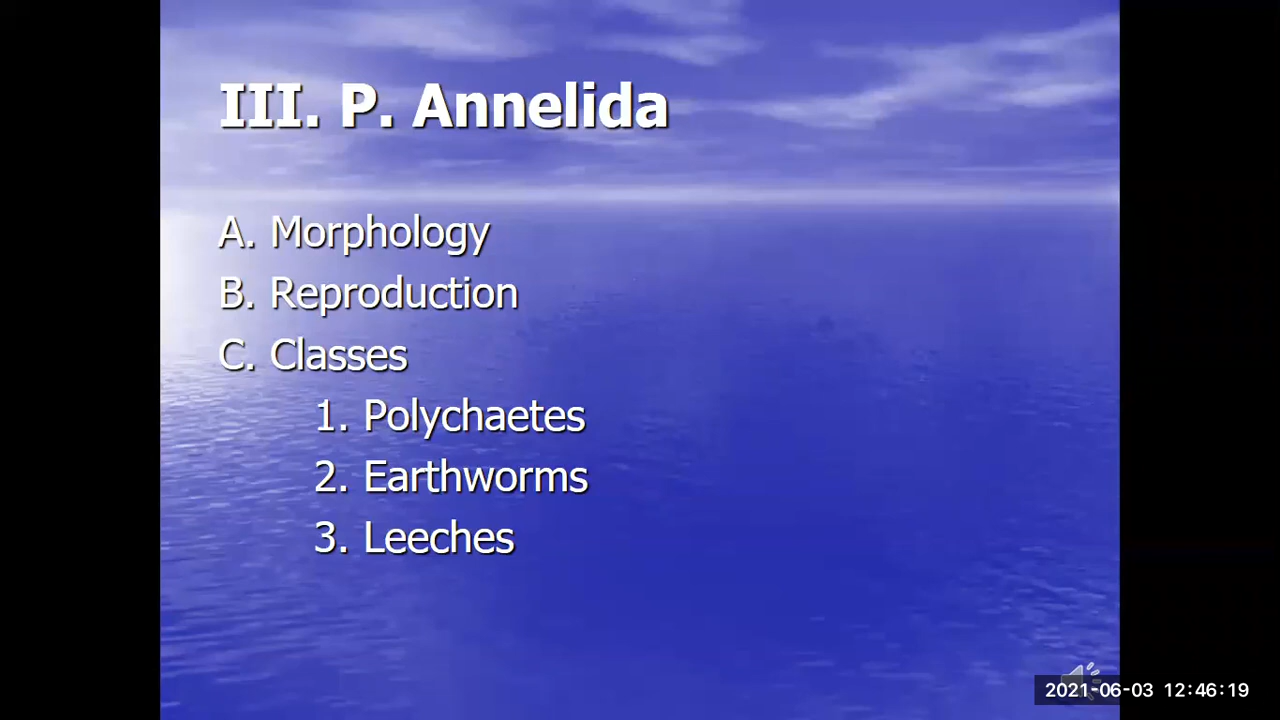 III. P. Annelida
A. Morphology
B. Reproduction
C. Classes
1. Polychaetes
2. Earthworms
3. Leeches
2021-06-03 12:46:19